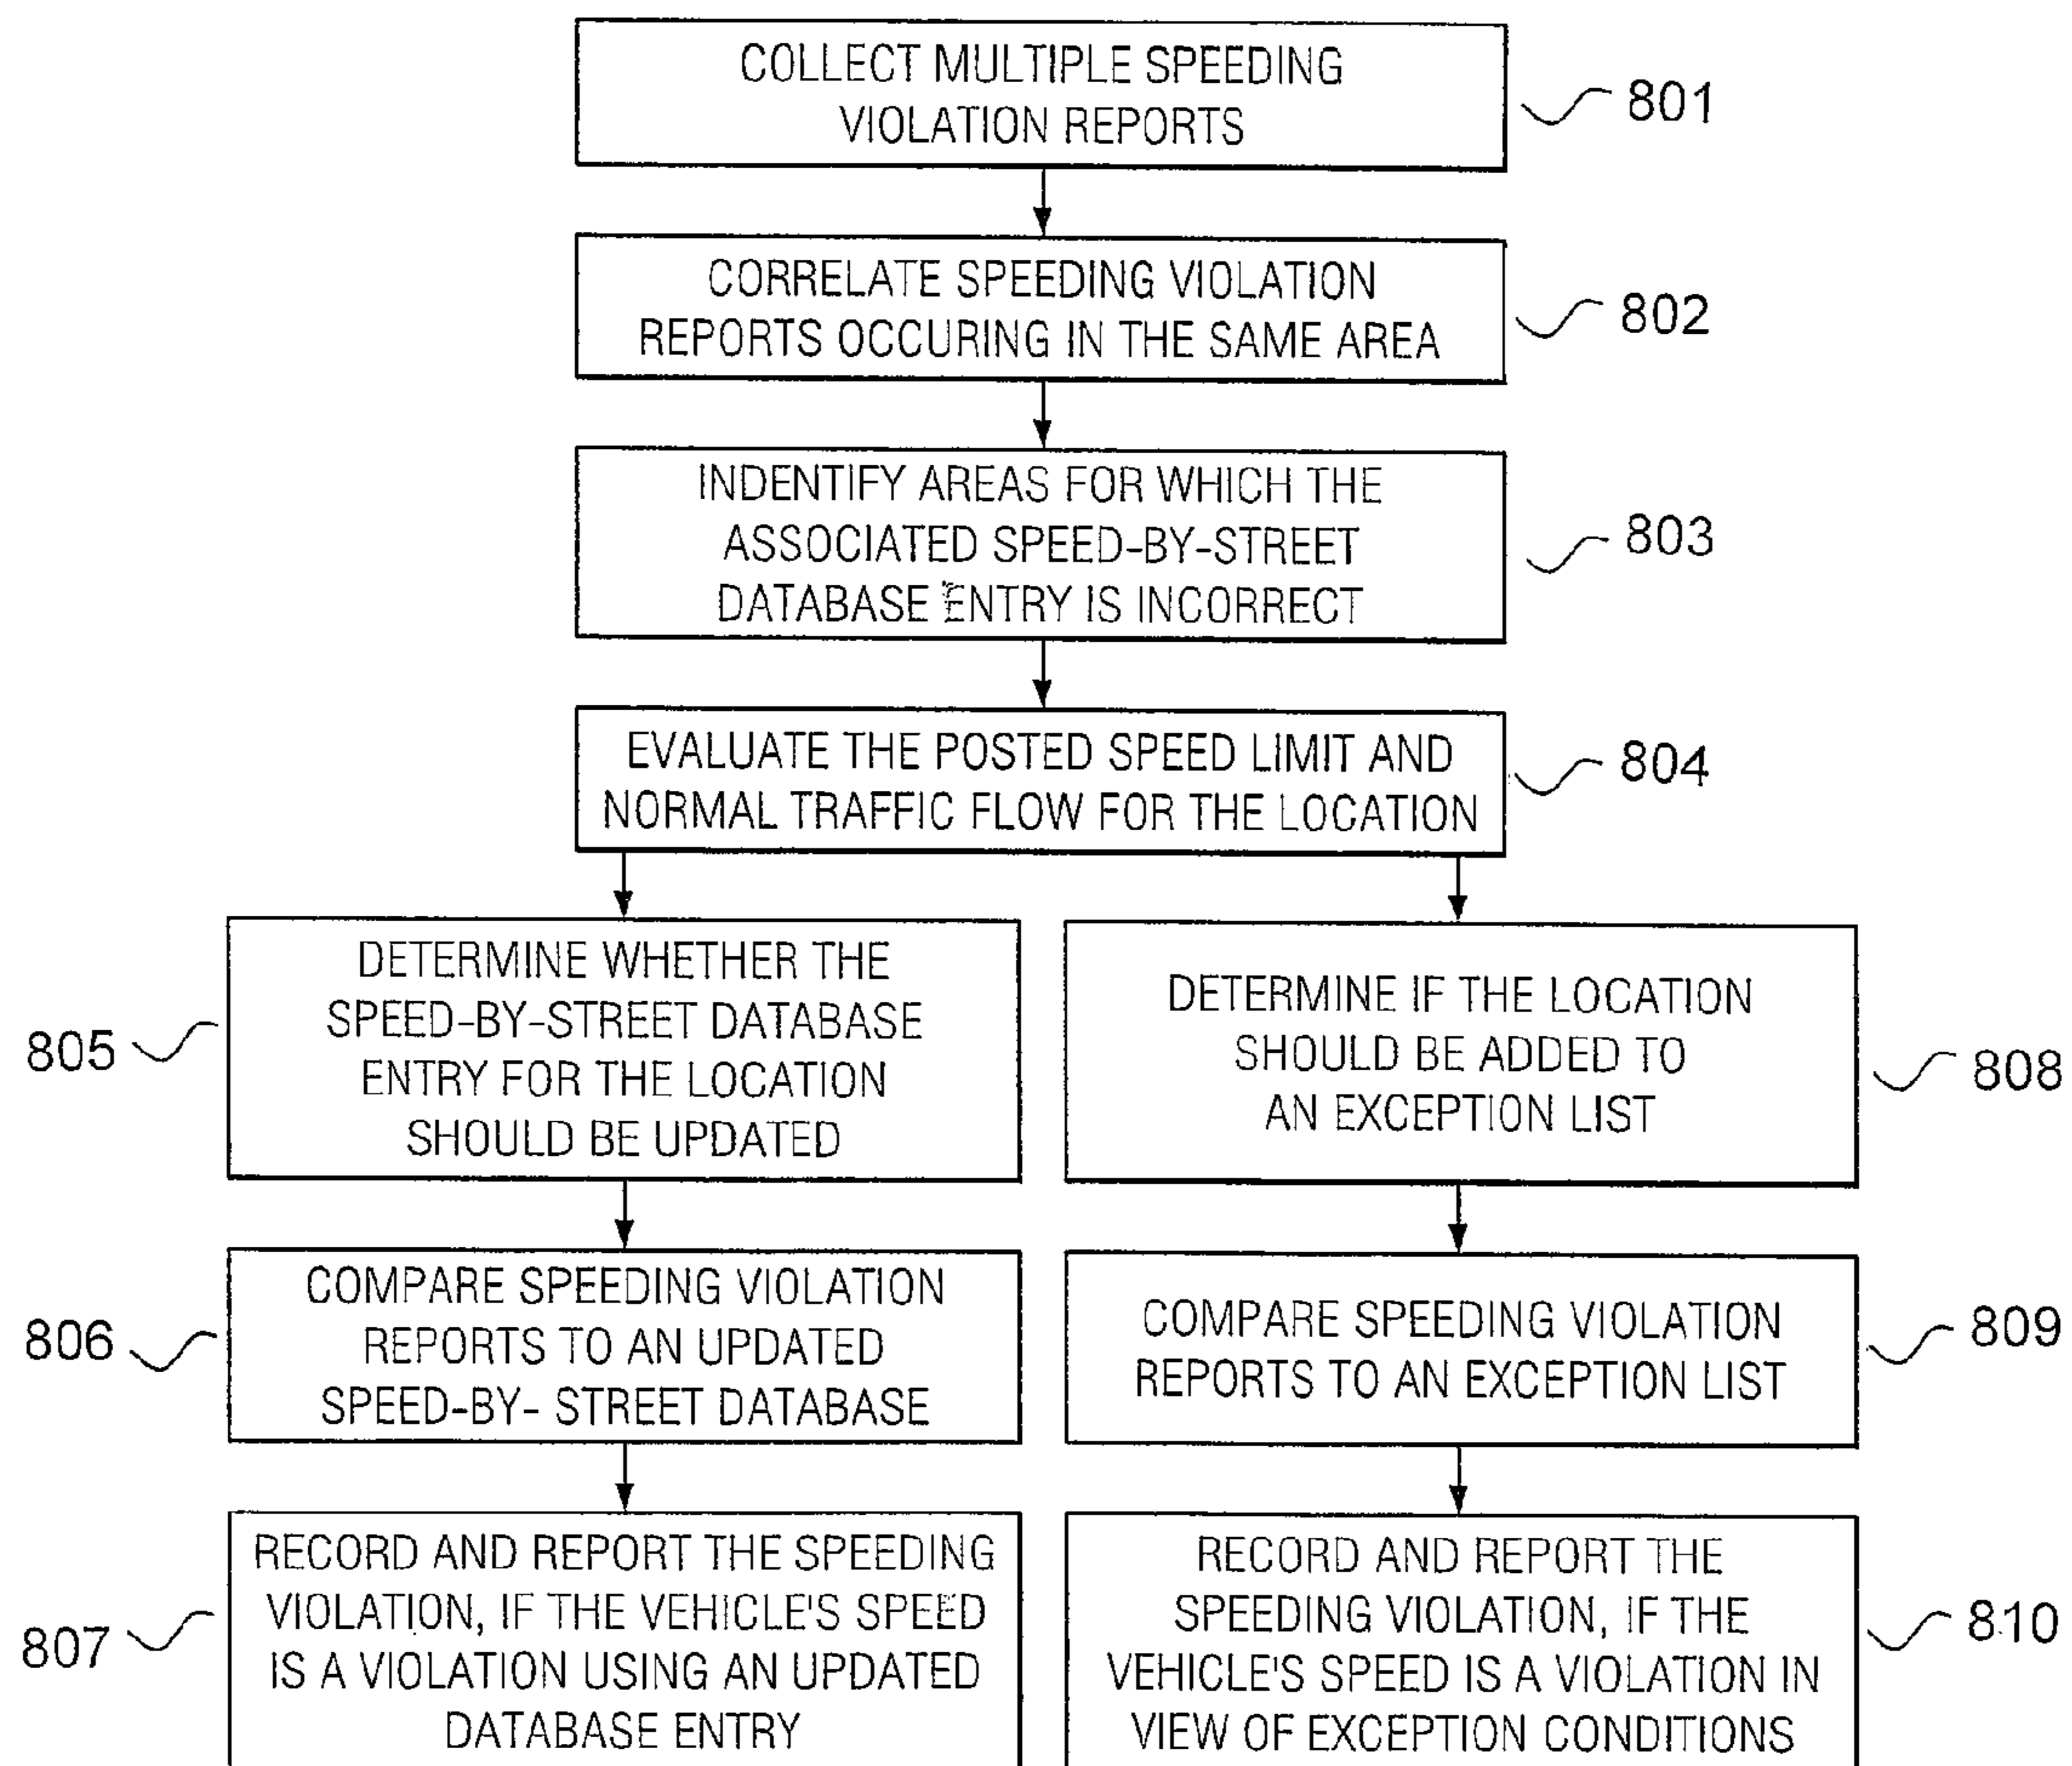 COLLECT MULTIPLE SPEEDING
VIOLATION REPORTS
801
CORRELATE SPEEDING VIOLATION
REPORTS OCCURING IN THE SAME AREA
802
INDENTIFY AREAS FOR WHICH THE
ASSOCIATED SPEED-BY-STREET
DATABASE ENTRY IS INCORRECT
803
EVALUATE THE POSTED SPEED LIMIT AND
NORMAL TRAFFIC FLOW FOR THE LOCATION
804
805
DETERMINE WHETHER THE
SPEED-BY-STREET DATABASE
ENTRY FOR THE LOCATION
SHOULD BE UPDATED
DETERMINE IF THE LOCATION
SHOULD BE ADDED TO
AN EXCEPTION LIST
808
806
COMPARE SPEEDING VIOLATION
REPORTS TO AN UPDATED
SPEED-BY- STREET DATABASE
COMPARE SPEEDING VIOLATION
REPORTS TO AN EXCEPTION LIST
809
807
RECORD AND REPORT THE SPEEDING
VIOLATION, IF THE VEHICLE'S SPEED
IS A VIOLATION USING AN UPDATED
DATABASE ENTRY
RECORD AND REPORT THE
SPEEDING VIOLATION, IF THE
VEHICLE'S SPEED IS A VIOLATION IN
VIEW OF EXCEPTION CONDITIONS
810